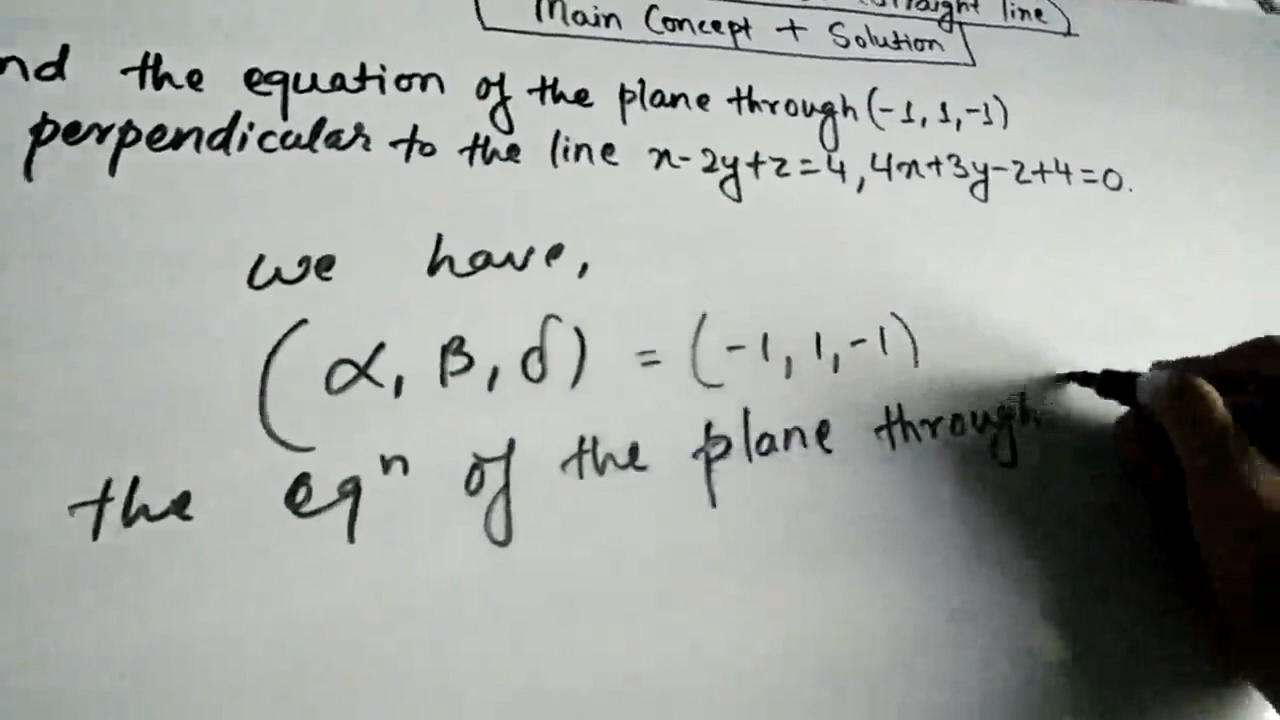 line)
Main Concept + Solution
the equation of the plane through (-1, 1, -1)
perpendicular to the line x-2y+z=4, 4x+3y-z+4=0.
we have,
(α, β, δ) = (-1, 1, -1)
the eqⁿ of the plane through